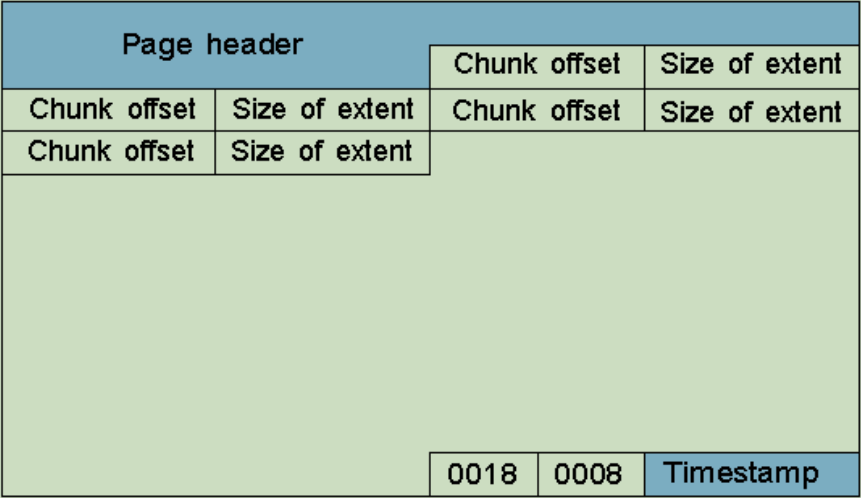 Page header
Chunk offset Size of extent
Chunk offset Size of extent Chunk offset Size of extent
Chunk offset Size of extent
0018 0008 Timestamp